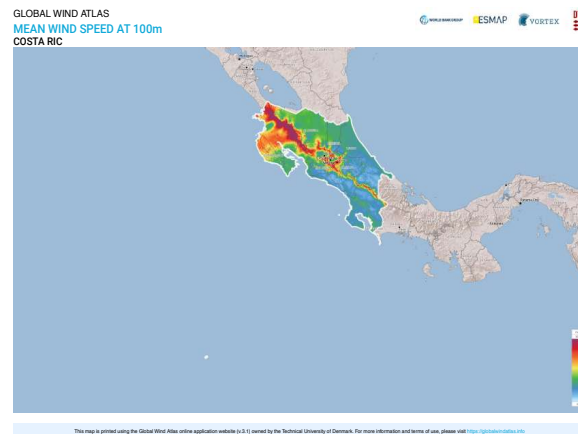 GLOBAL WIND ATLAS
MEAN WIND SPEED AT 100m
COSTA RIC
WORLD BANK GROUP
ESMAP
VORTEX
This map is printed using the Global Wind Atlas online application website (v.3.1) owned by the Technical University of Denmark. For more information and terms of use, please visit https://globalwindatlas.info